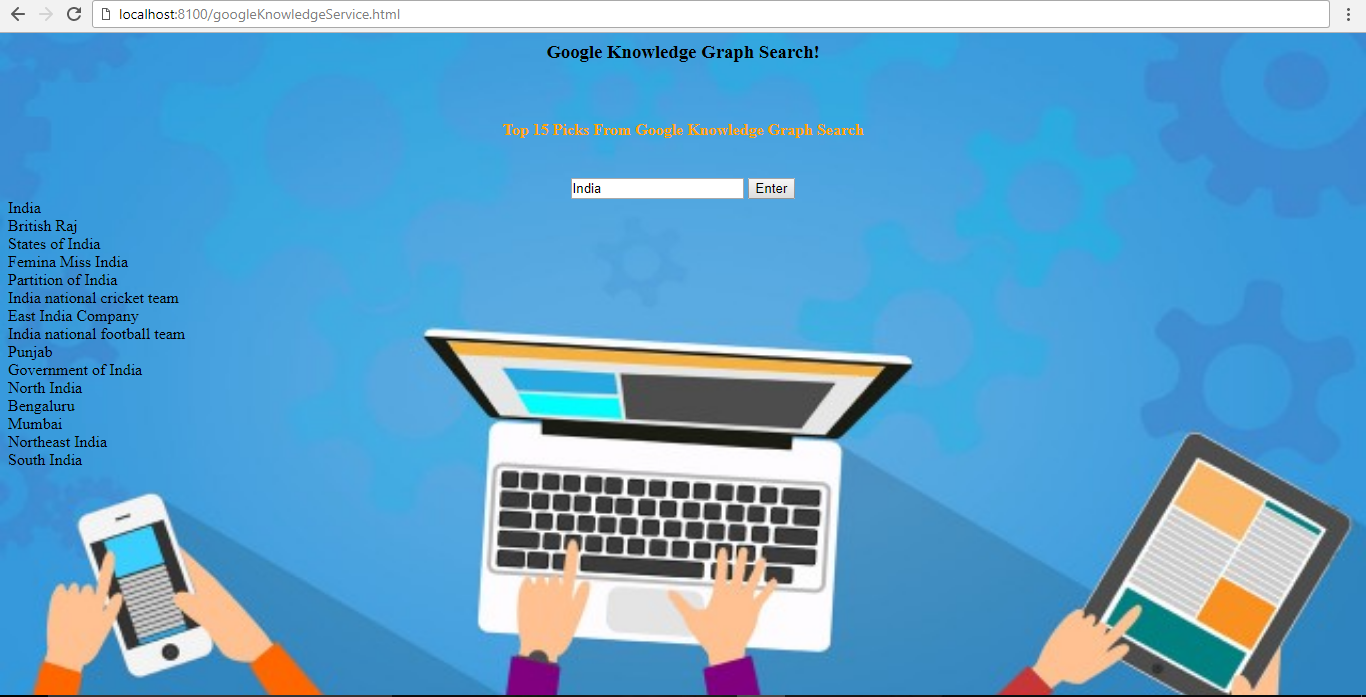 localhost:8100/googleKnowledgeService.html
Google Knowledge Graph Search!
Top 15 Picks From Google Knowledge Graph Search
India Enter
India
British Raj
States of India
Femina Miss India
Partition of India
India national cricket team
East India Company
India national football team
Punjab
Government of India
North India
Bengaluru
Mumbai
Northeast India
South India